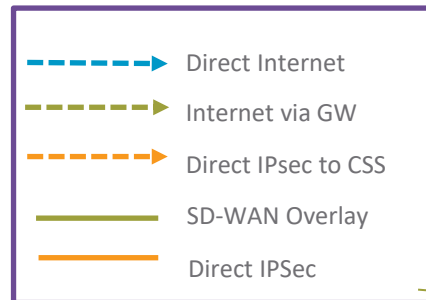 Direct Internet
Internet via GW
Direct IPsec to CSS
SD-WAN Overlay
Direct IPSec